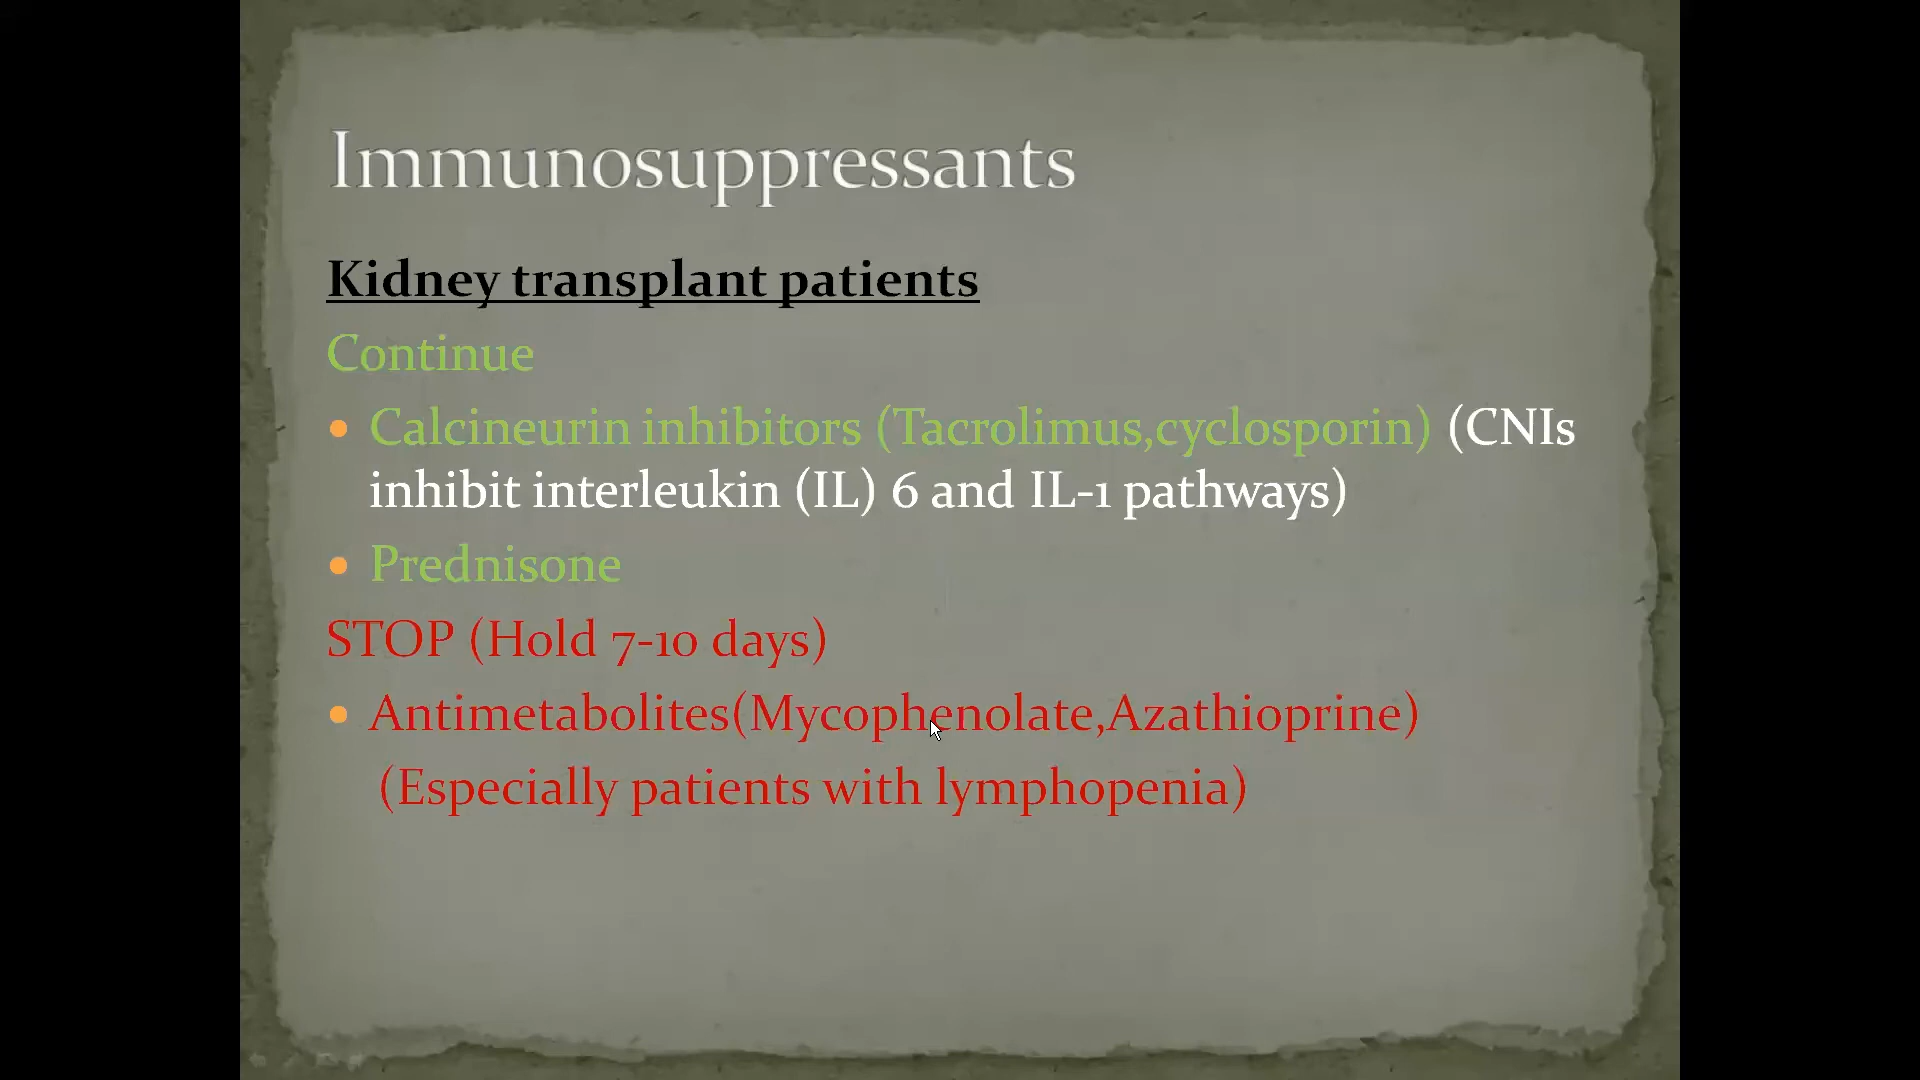 Immunosuppressants
Kidney transplant patients
Continue
• Calcineurin inhibitors (Tacrolimus,cyclosporin) (CNIs
inhibit interleukin (IL) 6 and IL-1 pathways)
• Prednisone
STOP (Hold 7-10 days)
• Antimetabolites(Mycophenolate,Azathioprine)
(Especially patients with lymphopenia)